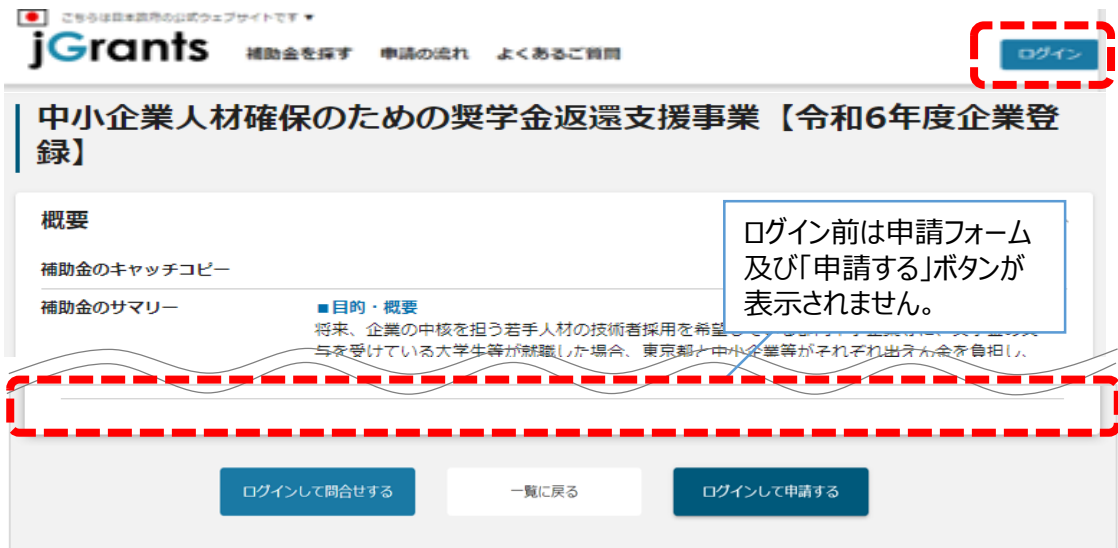 こちらは日本政府の公式ウェブサイトです ▼
jGrants 補助金を探す 申請の流れ よくあるご質問 ログイン
中小企業人材確保のための奨学金返還支援事業【令和6年度企業登
録】
概要
ログイン前は申請フォーム
及び「申請する」ボタンが
表示されません。
補助金のキャッチコピー
補助金のサマリー
■目的・概要
将来、企業の中核を担う若手人材の技術者採用を希望し
与を受けている大学生等が就職した場合、東京都と中小企業等がそれぞれ出えん金を負担し、
ログインして問合せする 一覧に戻る ログインして申請する